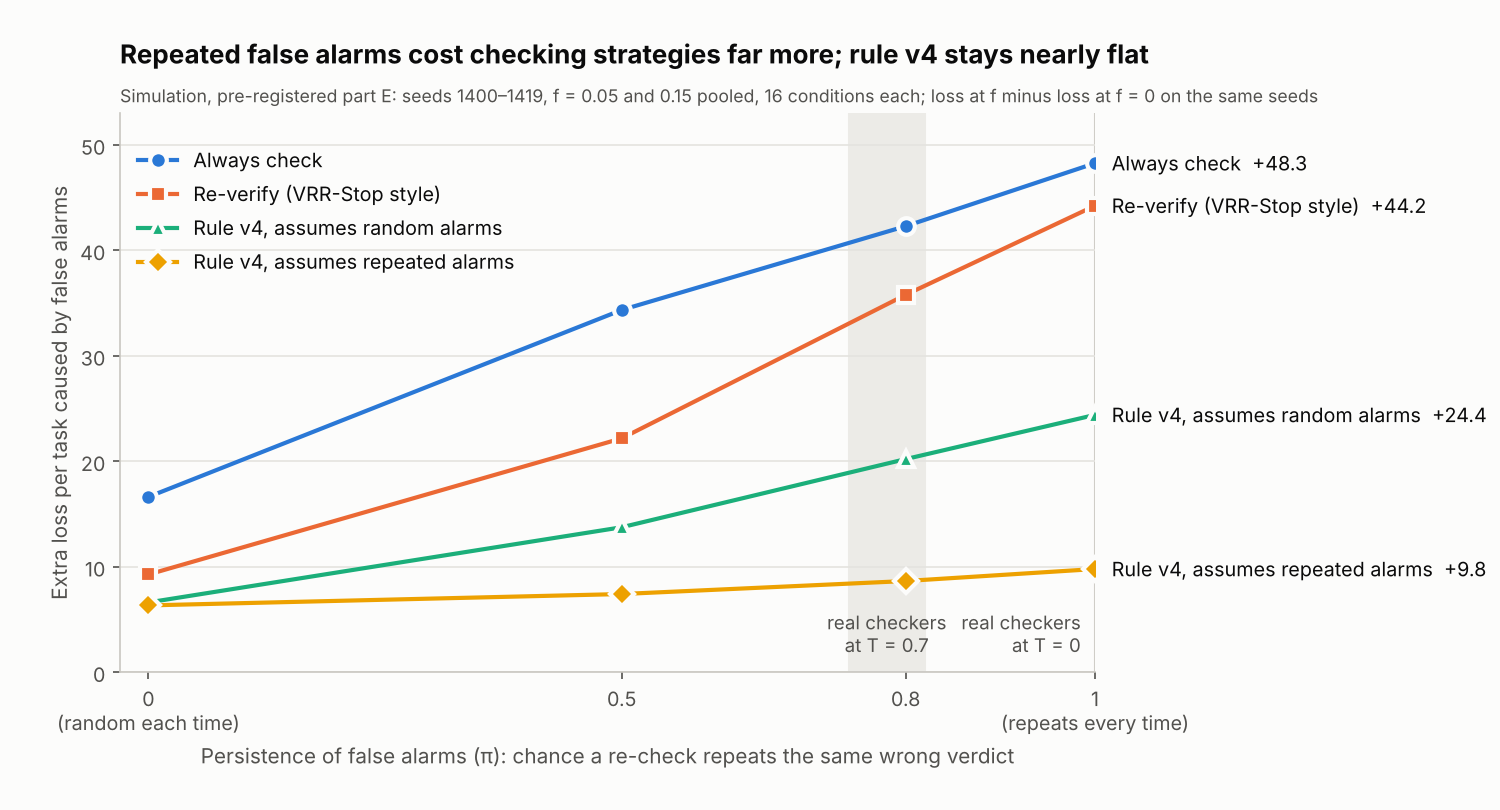 Repeated false alarms cost checking strategies far more; rule v4 stays nearly flat
Simulation, pre-registered part E: seeds 1400–1419, f = 0.05 and 0.15 pooled, 16 conditions each; loss at f minus loss at f = 0 on the same seeds
Extra loss per task caused by false alarms
50
40
30
20
10
0
Always check
Re-verify (VRR-Stop style)
Rule v4, assumes random alarms
Rule v4, assumes repeated alarms
Always check +48.3
Re-verify (VRR-Stop style) +44.2
Rule v4, assumes random alarms +24.4
Rule v4, assumes repeated alarms +9.8
real checkers
at T = 0.7
real checkers
at T = 0
0
(random each time)
0.5
0.8
1
(repeats every time)
Persistence of false alarms (π): chance a re-check repeats the same wrong verdict